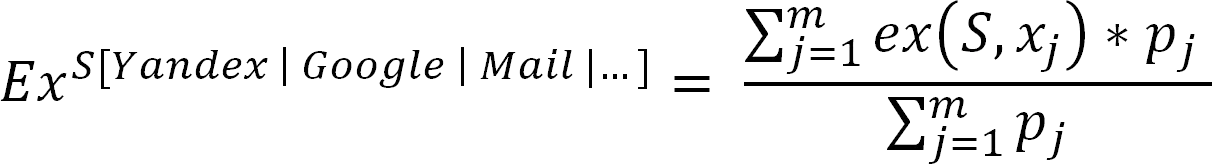 Ex^{S[Yandex | Google | Mail |…]} = \frac{\sum_{j=1}^{m} ex(S, x_j) * p_j}{\sum_{j=1}^{m} p_j}